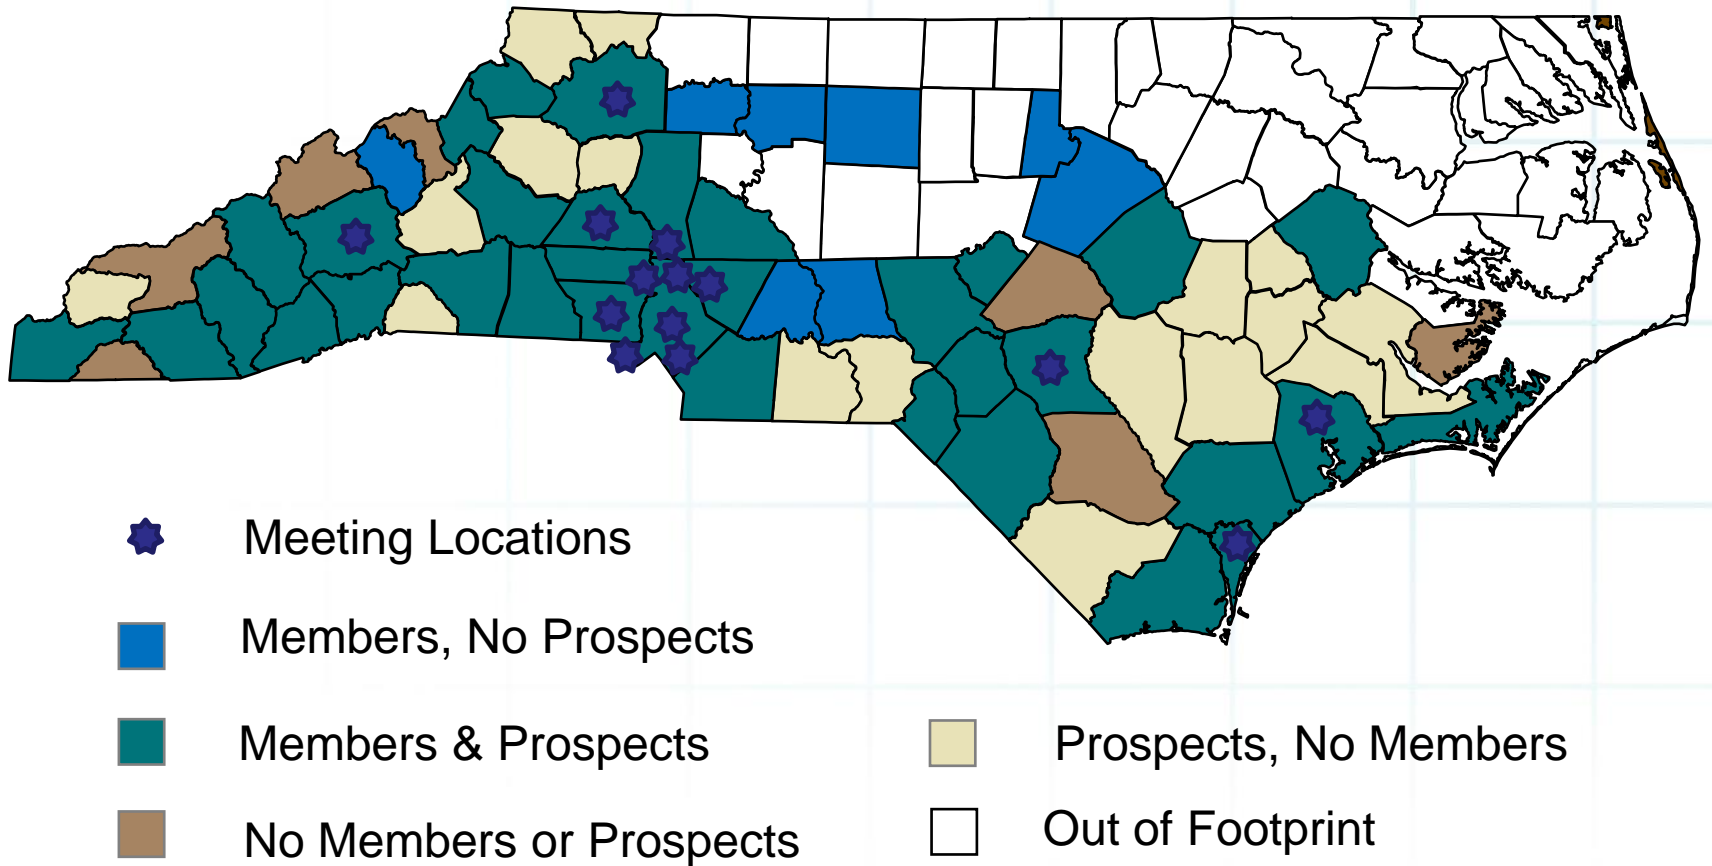 Meeting Locations
Members, No Prospects
Members & Prospects
Prospects, No Members
No Members or Prospects
Out of Footprint